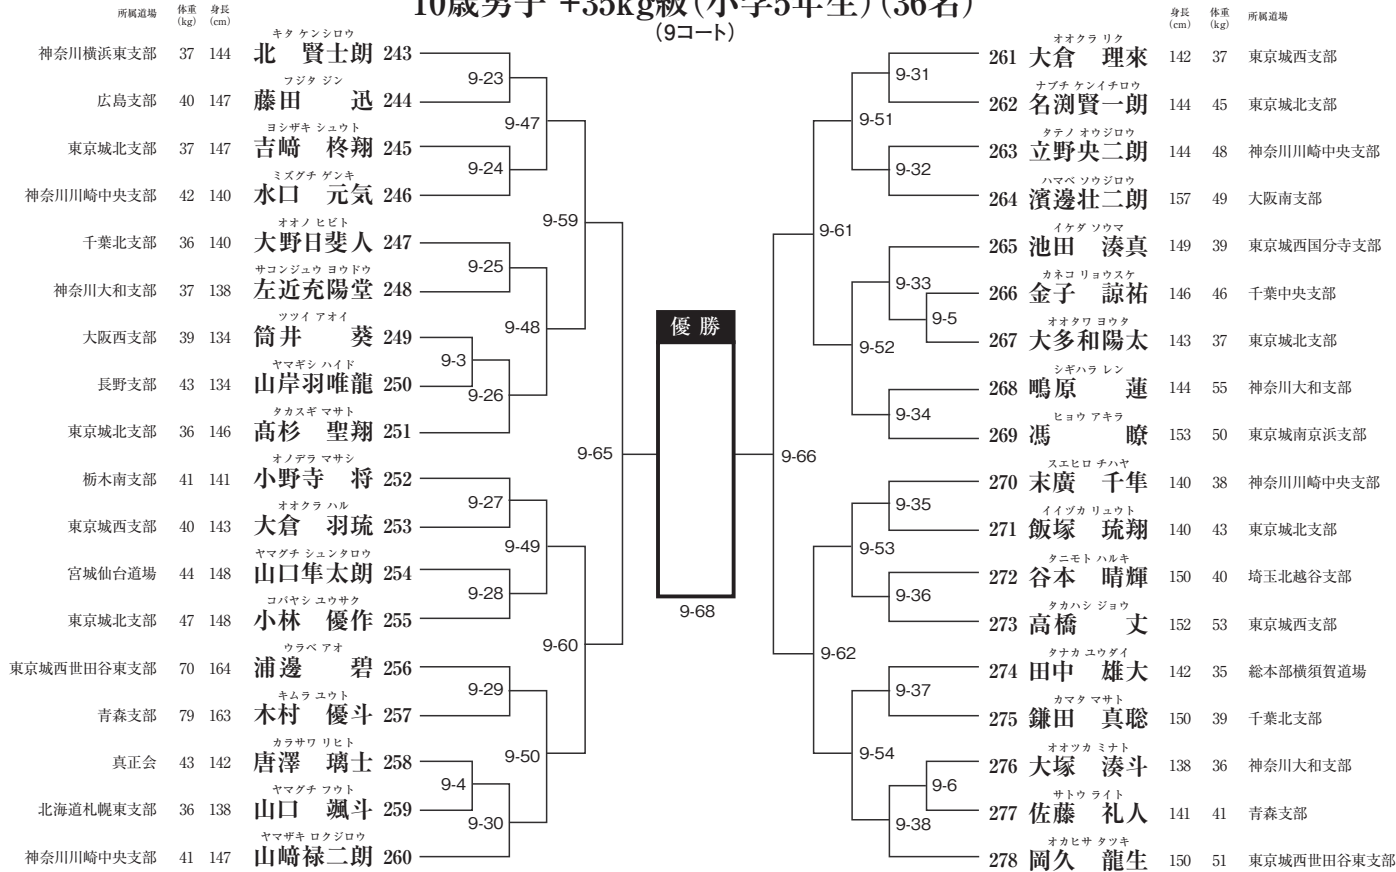 10歳男子 +35kg級(小学5年生)(36名)
(9コート)
所属道場 体重(kg) 身長(cm)
キタ ケンシロウ
神奈川横浜東支部 37 144 北 賢士朗 243
フジタ ジン
広島支部 40 147 藤田 迅 244
ヨシザキ シュウト
東京城北支部 37 147 吉﨑 柊翔 245
ミズグチ ゲンキ
神奈川川崎中央支部 42 140 水口 元気 246
オオノ ヒビト
千葉北支部 36 140 大野日斐人 247
サコンジュウ ヨウドウ
神奈川大和支部 37 138 左近充陽堂 248
ツツイ アオイ
大阪西支部 39 134 筒井 葵 249
ヤマギシ ハイド
長野支部 43 134 山岸羽唯龍 250
タカスギ マサト
東京城北支部 36 146 髙杉 聖翔 251
オノデラ マサシ
栃木南支部 41 141 小野寺 将 252
オオクラ ハル
東京城西支部 40 143 大倉 羽琉 253
ヤマグチ シュンタロウ
宮城仙台道場 44 148 山口隼太朗 254
コバヤシ ユウサク
東京城北支部 47 148 小林 優作 255
ウラベ アオ
東京城西世田谷東支部 70 164 浦邊 碧 256
キムラ ユウト
青森支部 79 163 木村 優斗 257
カラサワ リヒト
真正会 43 142 唐澤 璃士 258
ヤマグチ フウト
北海道札幌東支部 36 138 山口 颯斗 259
ヤマザキ ロクジロウ
神奈川川崎中央支部 41 147 山﨑禄二朗 260
9-23
9-24
9-25
9-3
9-26
9-27
9-28
9-29
9-4
9-30
9-47
9-48
9-49
9-50
9-59
9-60
9-65
優勝
9-68
9-66
9-61
9-62
9-51
9-52
9-53
9-54
9-31
9-32
9-33
9-5
9-34
9-35
9-36
9-37
9-6
9-38
身長(cm) 体重(kg) 所属道場
オオクラ リク
261 大倉 理來 142 37 東京城西支部
ナブチ ケンイチロウ
262 名渕賢一朗 144 45 東京城北支部
タテノ オウジロウ
263 立野央二朗 144 48 神奈川川崎中央支部
ハマベ ソウジロウ
264 濱邊壮二朗 157 49 大阪南支部
イケダ ソウマ
265 池田 湊真 149 39 東京城西国分寺支部
カネコ リョウスケ
266 金子 諒祐 146 46 千葉中央支部
オオタワ ヨウタ
267 大多和陽太 143 37 東京城北支部
シギハラ レン
268 鴫原 蓮 144 55 神奈川大和支部
ヒョウ アキラ
269 馮 瞭 153 50 東京城南京浜支部
スエヒロ チハヤ
270 末廣 千隼 140 38 神奈川川崎中央支部
イイヅカ リュウト
271 飯塚 琉翔 140 43 東京城北支部
タニモト ハルキ
272 谷本 晴輝 150 40 埼玉北越谷支部
タカハシ ジョウ
273 高橋 丈 152 53 東京城西支部
タナカ ユウダイ
274 田中 雄大 142 35 総本部横須賀道場
カマタ マサト
275 鎌田 真聡 150 39 千葉北支部
オオツカ ミナト
276 大塚 湊斗 138 36 神奈川大和支部
サトウ ライト
277 佐藤 礼人 141 41 青森支部
オカヒサ タツキ
278 岡久 龍生 150 51 東京城西世田谷東支部